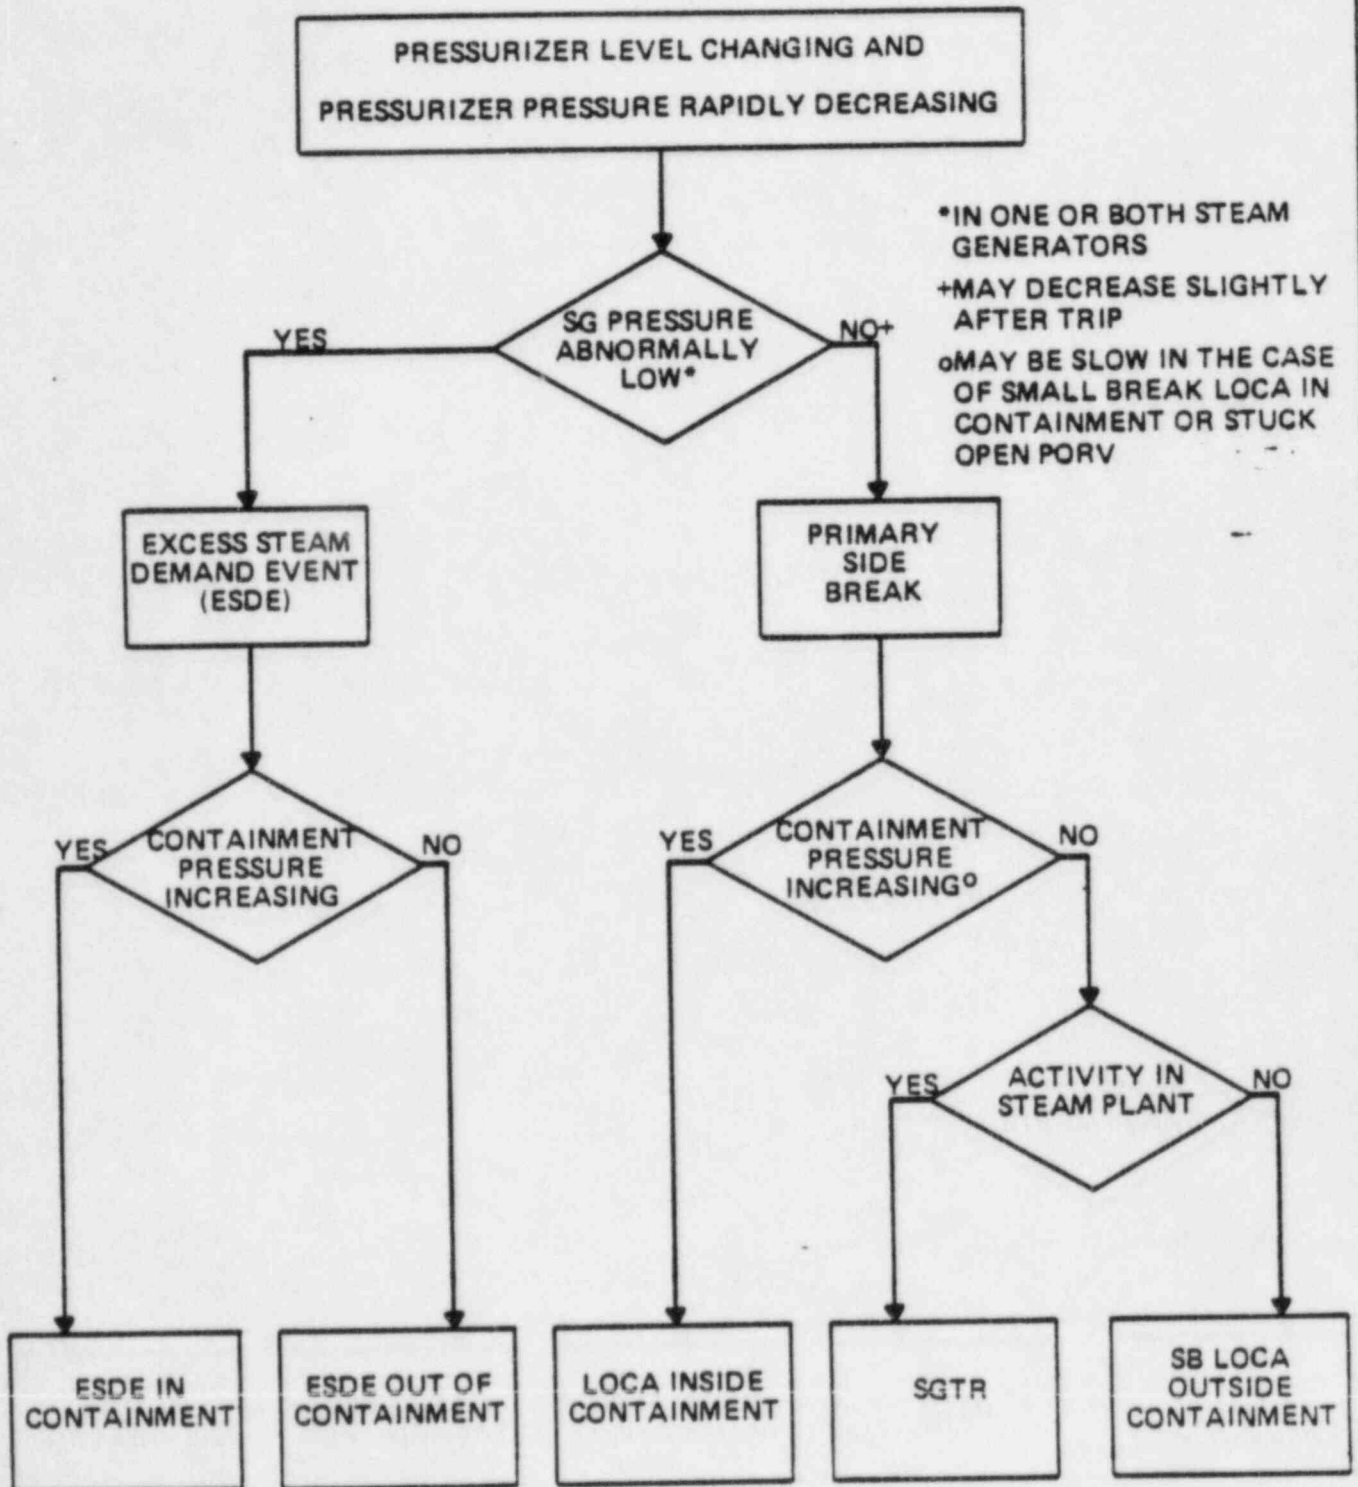 PRESSURIZER LEVEL CHANGING AND
PRESSURIZER PRESSURE RAPIDLY DECREASING
*IN ONE OR BOTH STEAM
GENERATORS
+MAY DECREASE SLIGHTLY
AFTER TRIP
oMAY BE SLOW IN THE CASE
OF SMALL BREAK LOCA IN
CONTAINMENT OR STUCK
OPEN PORV
YES
SG PRESSURE
ABNORMALLY
LOW*
NO+
EXCESS STEAM
DEMAND EVENT
(ESDE)
PRIMARY
SIDE
BREAK
YES
CONTAINMENT
PRESSURE
INCREASING
NO
YES
CONTAINMENT
PRESSURE
INCREASINGo
NO
YES
ACTIVITY IN
STEAM PLANT
NO
ESDE IN
CONTAINMENT
ESDE OUT OF
CONTAINMENT
LOCA INSIDE
CONTAINMENT
SGTR
SB LOCA
OUTSIDE
CONTAINMENT